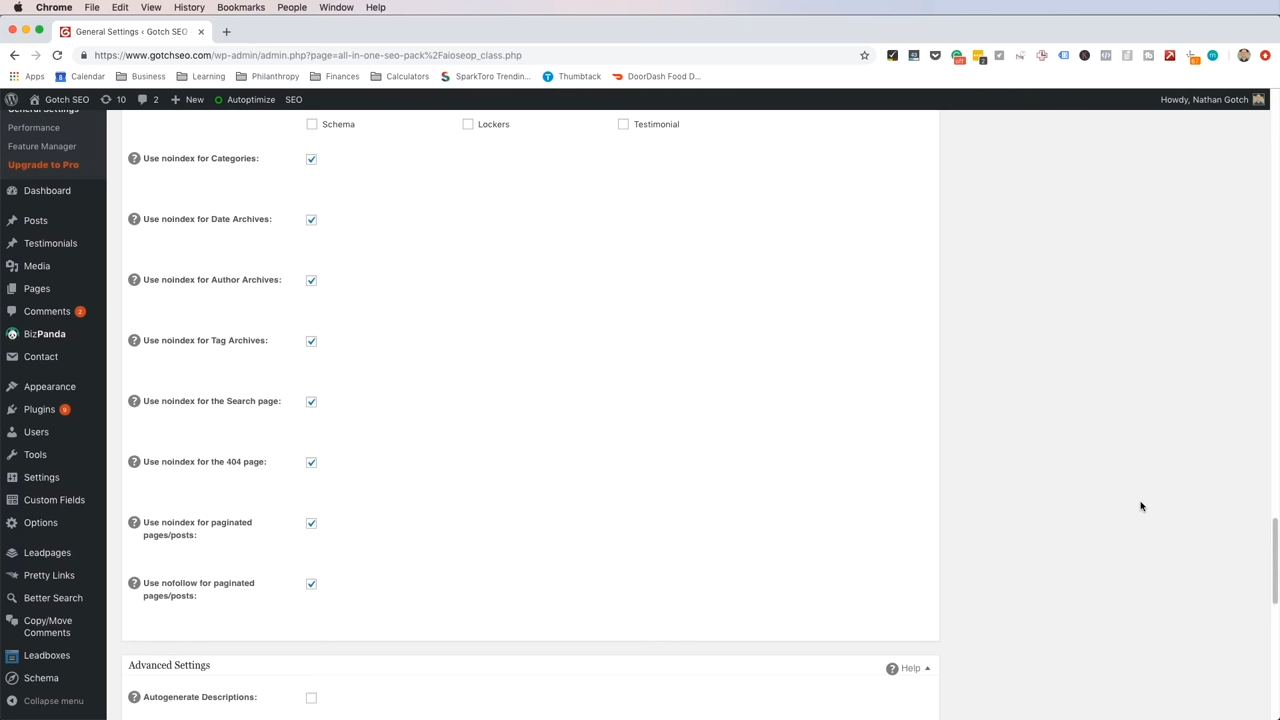 Chrome File Edit View History Bookmarks People Window Help
General Settings ‹ Gotch SEO
https://www.gotchseo.com/wp-admin/admin.php?page=all-in-one-seo-pack%2Faioseop_class.php
Apps Calendar Business Learning Philanthropy Finances Calculators SparkToro Trendin... Thumbtack DoorDash Food D...
Gotch SEO 10 2 New Autoptimize SEO Howdy, Nathan Gotch
General Settings
Performance
Feature Manager
Upgrade to Pro
Dashboard
Posts
Testimonials
Media
Pages
Comments 2
BizPanda
Contact
Appearance
Plugins 9
Users
Tools
Settings
Custom Fields
Options
Leadpages
Pretty Links
Better Search
Copy/Move
Comments
Leadboxes
Schema
Collapse menu
Schema Lockers Testimonial
Use noindex for Categories:
Use noindex for Date Archives:
Use noindex for Author Archives:
Use noindex for Tag Archives:
Use noindex for the Search page:
Use noindex for the 404 page:
Use noindex for paginated
pages/posts:
Use nofollow for paginated
pages/posts:
Advanced Settings Help
Autogenerate Descriptions: